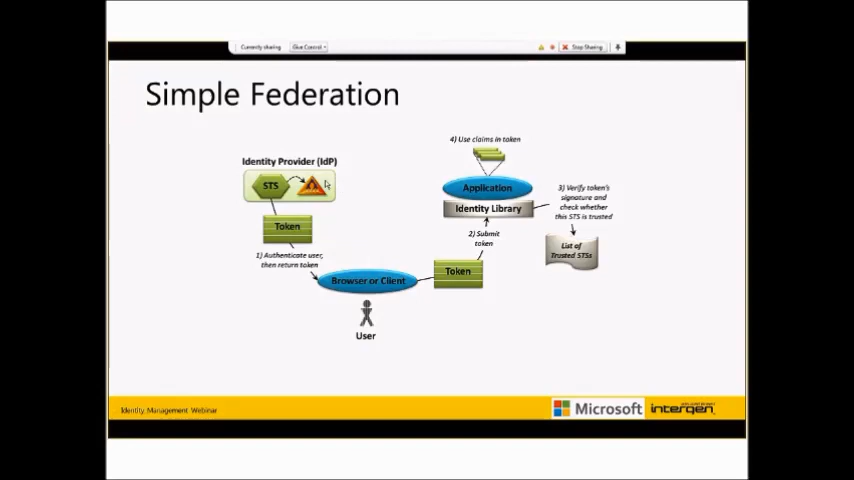 Currently sharing
Give Control
Stop Sharing
Simple Federation
Identity Provider (IdP)
STS
Token
1) Authenticate user,
then return token
Browser or Client
User
Token
2) Submit
token
4) Use claims in token
Application
Identity Library
3) Verify token's
signature and
check whether
this STS is trusted
List of
Trusted STSs
Identity Management Webinar
Microsoft
intergen